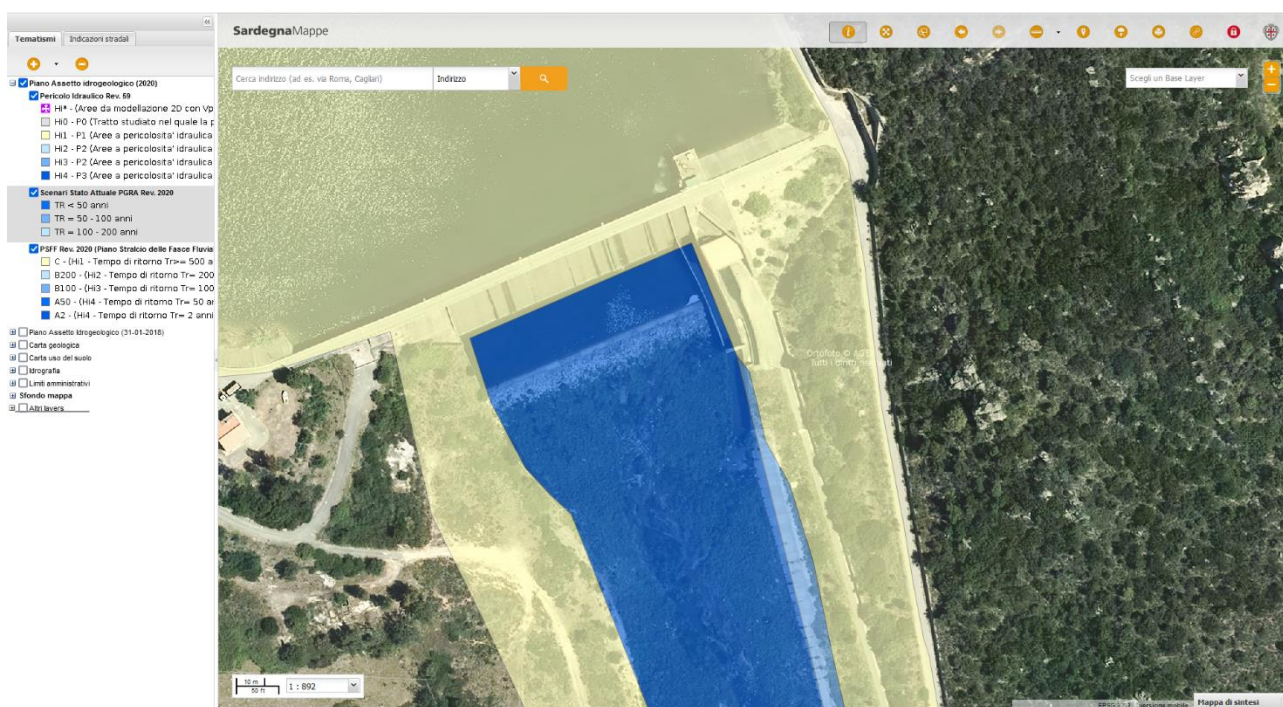 SardegnaMappe
Tematismi
Indicazioni stradali
Cerca indirizzo (ad es. via Roma, Cagliari)
Indirizzo
Scegli un Base Layer
Piano Assetto idrogeologico (2020)
Pericolo Idraulico Rev. 59
Hi* - (Aree da modellazione 2D con Vp
Hi0 - P0 (Tratto studiato nel quale la p
Hi1 - P1 (Aree a pericolosita' idraulica
Hi2 - P2 (Aree a pericolosita' idraulica
Hi3 - P2 (Aree a pericolosita' idraulica
Hi4 - P3 (Aree a pericolosita' idraulica
Scenari Stato Attuale PGRA Rev. 2020
TR < 50 anni
TR = 50 - 100 anni
TR = 100 - 200 anni
PSFF Rev. 2020 (Piano Stralcio delle Fasce Fluvia
C - (Hi1 - Tempo di ritorno Tr>= 500 a
B200 - (Hi2 - Tempo di ritorno Tr= 200
B100 - (Hi3 - Tempo di ritorno Tr= 100
A50 - (Hi4 - Tempo di ritorno Tr= 50 an
A2 - (Hi4 - Tempo di ritorno Tr= 2 anni
Piano Assetto Idrogeologico (31-01-2018)
Carta geologica
Carta uso del suolo
Idrografia
Limiti amministrativi
Sfondo mappa
Altri layers
Ortofoto ©
Tutti i diritti
10 m
50 ft
1 : 892
versione mobile
Mappa di sintesi